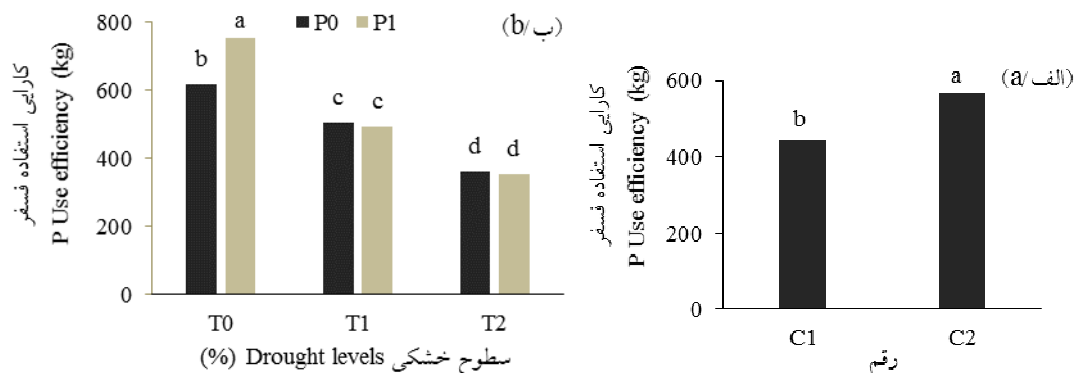 کارایی استفاده فسفر
P Use efficiency (kg)
800
600
400
200
0
P0 P1
(ب/b)
b a
c c
d d
T0 T1 T2
(%) Drought levels سطوح خشکی
کارایی استفاده فسفر
P Use efficiency (kg)
600
400
200
0
(الف/a)
b a
C1 C2
رقم